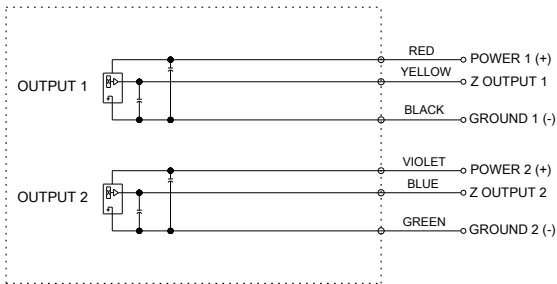 RED
POWER 1 (+)
YELLOW
OUTPUT 1
Z OUTPUT 1
BLACK
GROUND 1 (-)
VIOLET
POWER 2 (+)
BLUE
OUTPUT 2
Z OUTPUT 2
GREEN
GROUND 2 (-)